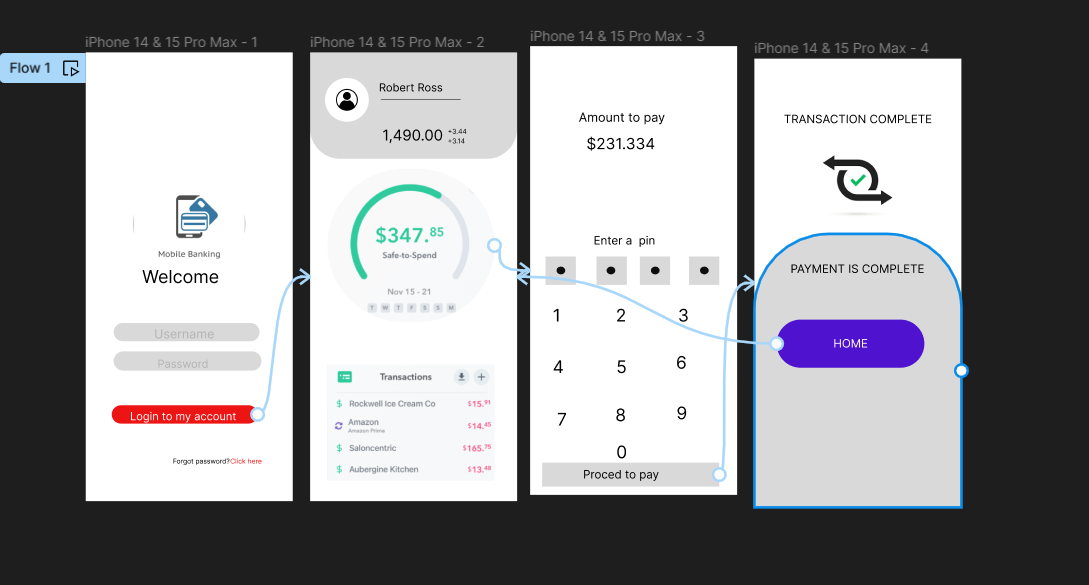 Flow 1
iPhone 14 & 15 Pro Max - 1
Mobile Banking
Welcome
Username
Password
Login to my account
Forgot password?Click here
iPhone 14 & 15 Pro Max - 2
Robert Ross
1,490.00 +3.44
+3.14
$347.85
Safe-to-Spend
Nov 15 - 21
T W T F S S M
Transactions
$ Rockwell Ice Cream Co $15.91
Amazon $14.45
Amazon Prime
$ Saloncentric $165.75
$ Aubergine Kitchen $13.48
iPhone 14 & 15 Pro Max - 3
Amount to pay
$231.334
Enter a pin
1 2 3
4 5 6
7 8 9
0
Proced to pay
iPhone 14 & 15 Pro Max - 4
TRANSACTION COMPLETE
PAYMENT IS COMPLETE
HOME